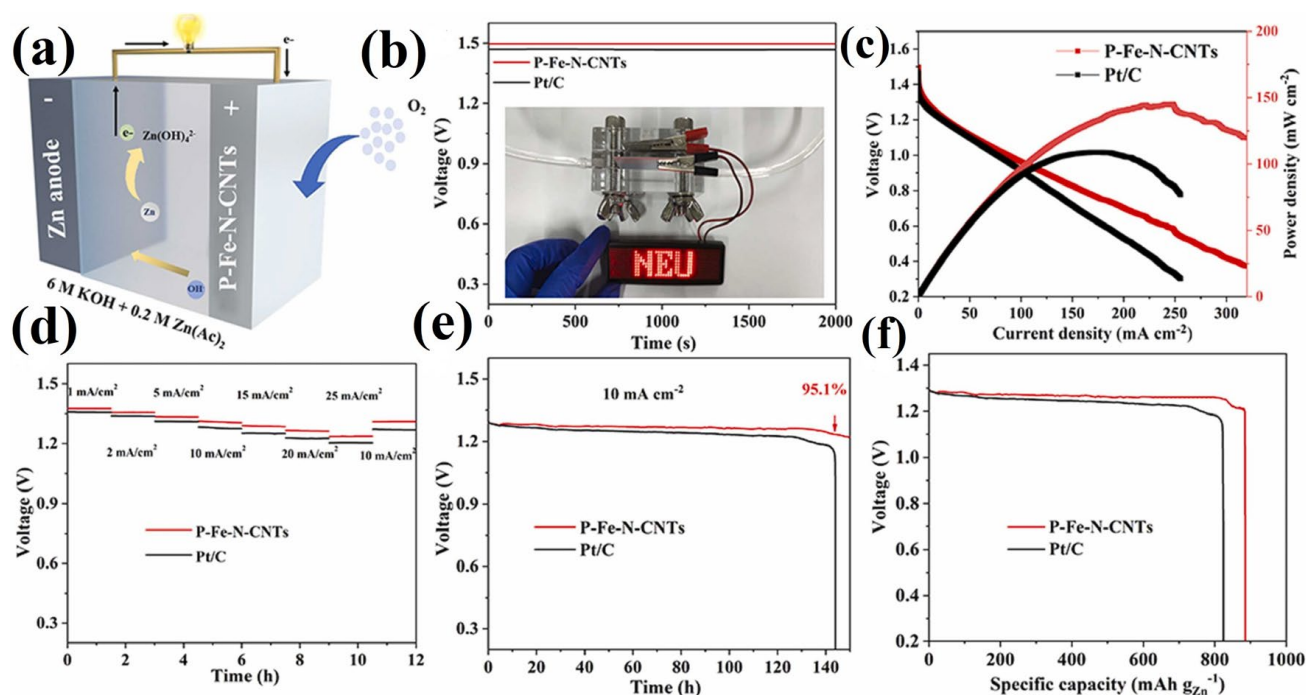 (a)
e-
O₂
-
+
e-
Zn(OH)₄²⁻
Zn
OH
Zn anode
P-Fe-N-CNTs
6 M KOH + 0.2 M Zn(Ac)₂
(b)
1.5
1.2
0.9
0.6
0.3
Voltage (V)
P-Fe-N-CNTs
Pt/C
NEU
0 500 1000 1500 2000
Time (s)
(c)
1.6
1.4
1.2
1.0
0.8
0.6
0.4
0.2
Voltage (V)
P-Fe-N-CNTs
Pt/C
200
150
100
50
0
Power density (mW cm⁻²)
0 50 100 150 200 250 300
Current density (mA cm⁻²)
(d)
1.5
1.2
1.9
0.6
0.3
Voltage (V)
1 mA/cm² 5 mA/cm² 15 mA/cm² 25 mA/cm²
2 mA/cm² 10 mA/cm² 20 mA/cm² 10 mA/cm²
P-Fe-N-CNTs
Pt/C
0 2 4 6 8 10 12
Time (h)
(e)
1.5
1.2
1.9
0.6
0.3
Voltage (V)
10 mA cm⁻²
95.1%
P-Fe-N-CNTs
Pt/C
0 20 40 60 80 100 120 140
Time (h)
(f)
1.4
1.2
1.0
0.8
0.6
0.4
0.2
Voltage (V)
P-Fe-N-CNTs
Pt/C
0 200 400 600 800 1000
Specific capacity (mAh gZn⁻¹)